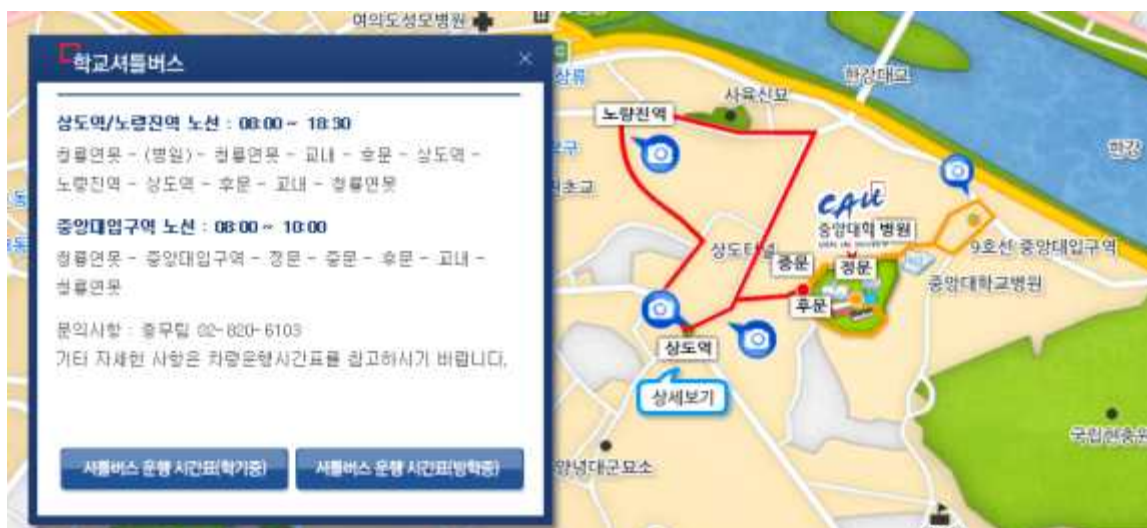 학교셔틀버스
상도역/노량진역 노선 : 08:00 ~ 18:30
청룡연못 - (병원) - 청룡연못 - 교내 - 후문 - 상도역 -
노량진역 - 상도역 - 후문 - 교내 - 청룡연못
중앙대입구역 노선 : 08:00 ~ 10:00
청룡연못 - 중앙대입구역 - 정문 - 중문 - 후문 - 교내 -
청룡연못
문의사항 : 총무팀 02-820-6103
기타 자세한 사항은 차량운행시간표를 참고하시기 바랍니다.
셔틀버스 운행 시간표(학기중)
셔틀버스 운행 시간표(방학중)
여의도성모병원
한강대교
사육신묘
노량진역
한강
CAU
중앙대학 병원
상도터널
중문
정문
9호선 중앙대입구역
중앙대학교병원
후문
상도역
상세보기
양녕대군묘소
국립현충원